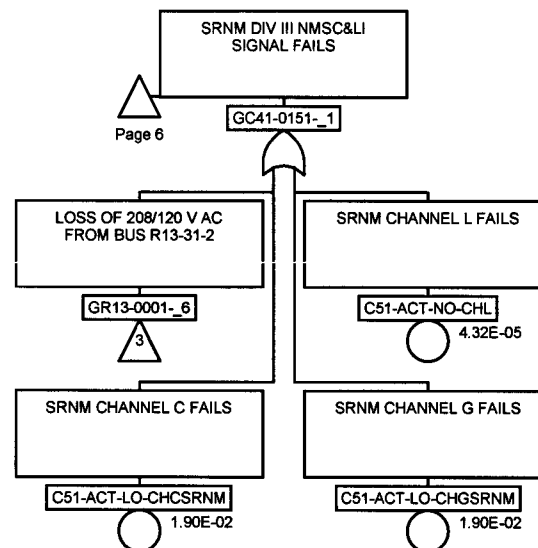 SRNM DIV III NMSC&LI
SIGNAL FAILS
Page 6
GC41-0151-_1
LOSS OF 208/120 V AC
FROM BUS R13-31-2
GR13-0001-_6
3
SRNM CHANNEL L FAILS
C51-ACT-NO-CHL
4.32E-05
SRNM CHANNEL C FAILS
C51-ACT-LO-CHCSRNM
1.90E-02
SRNM CHANNEL G FAILS
C51-ACT-LO-CHGSRNM
1.90E-02